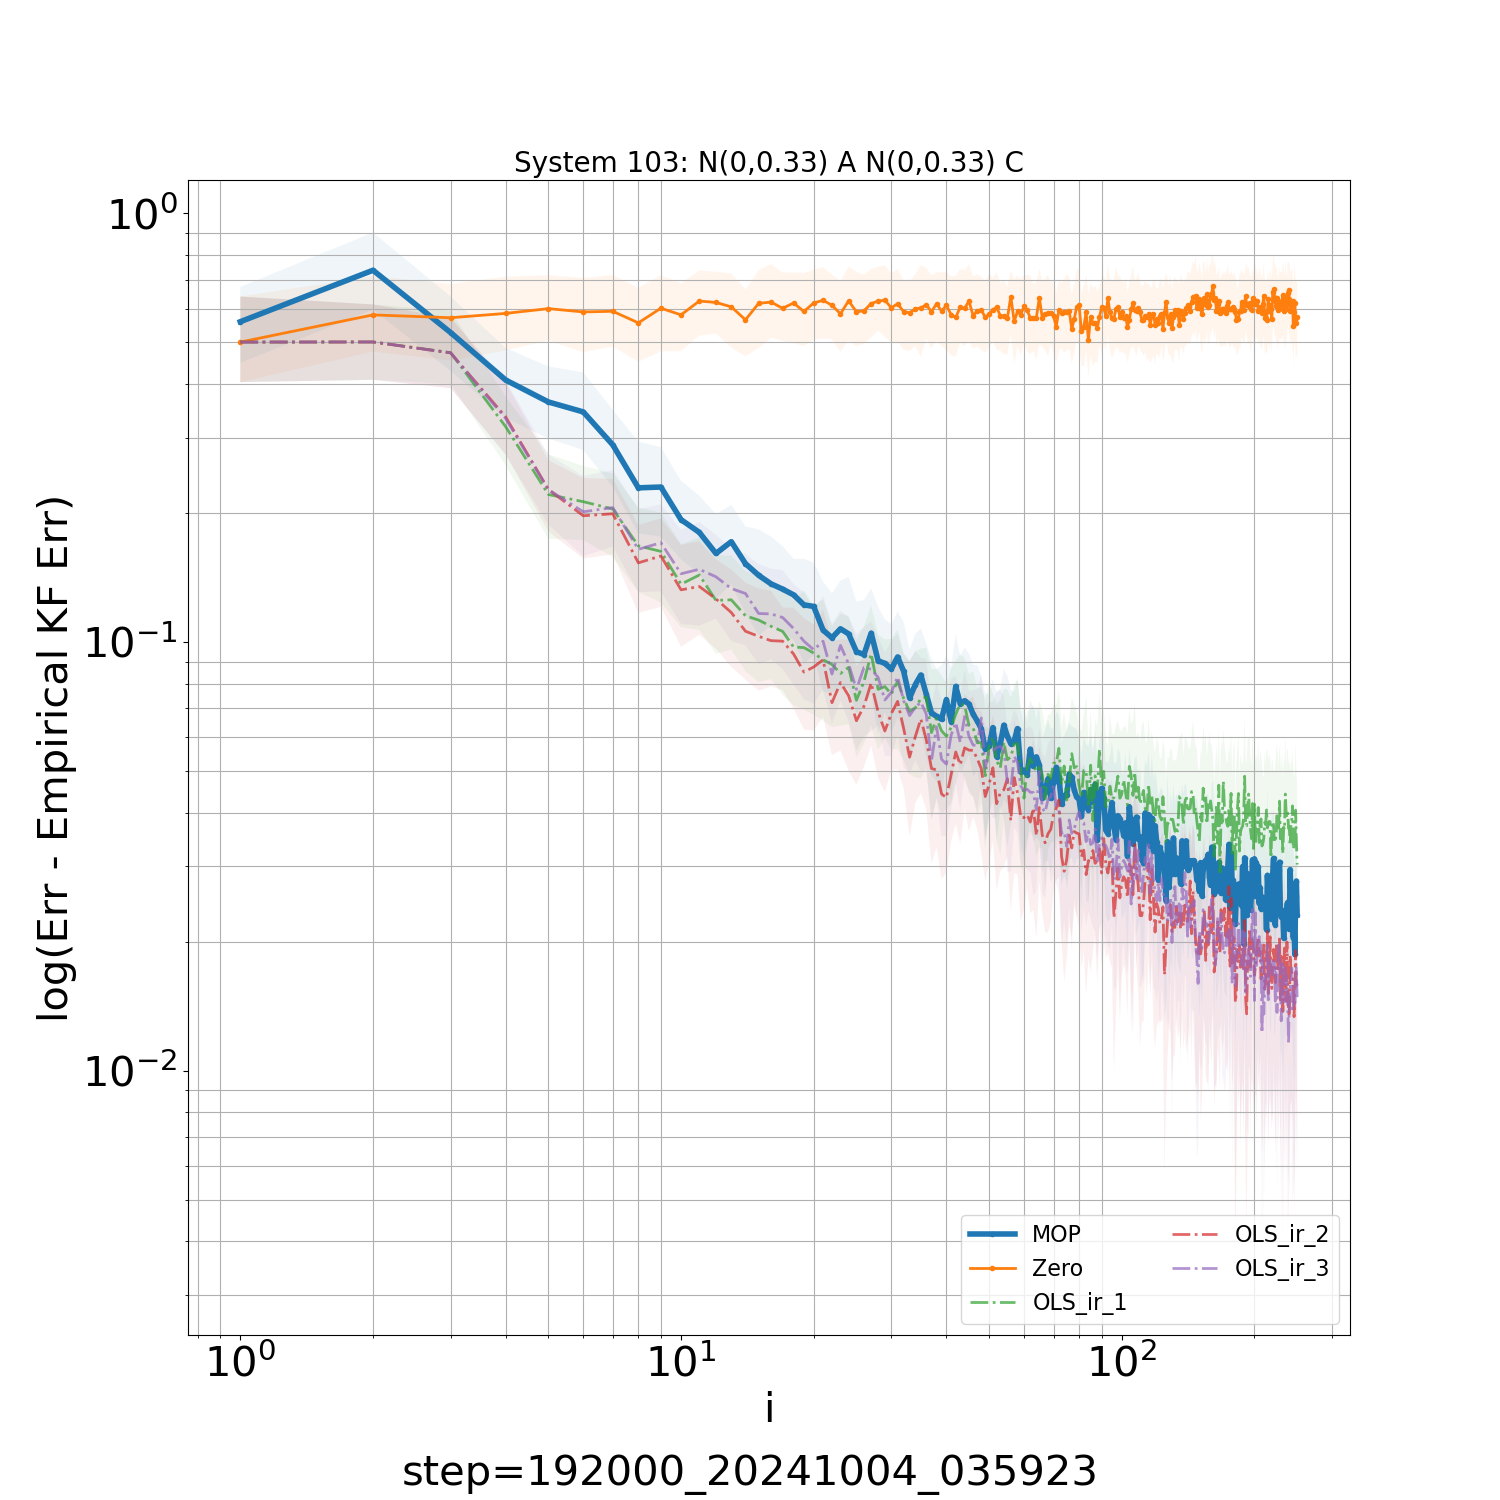 System 103: N(0,0.33) A N(0,0.33) C
log(Err - Empirical KF Err)
10⁰
10⁻¹
10⁻²
MOP
Zero
OLS_ir_1
OLS_ir_2
OLS_ir_3
10⁰ 10¹ 10²
i
step=192000_20241004_035923